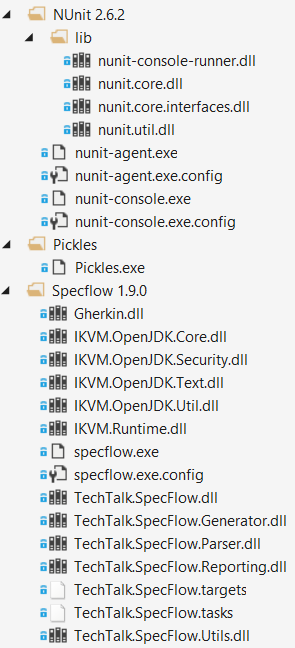 NUnit 2.6.2
lib
nunit-console-runner.dll
nunit.core.dll
nunit.core.interfaces.dll
nunit.util.dll
nunit-agent.exe
nunit-agent.exe.config
nunit-console.exe
nunit-console.exe.config
Pickles
Pickles.exe
Specflow 1.9.0
Gherkin.dll
IKVM.OpenJDK.Core.dll
IKVM.OpenJDK.Security.dll
IKVM.OpenJDK.Text.dll
IKVM.OpenJDK.Util.dll
IKVM.Runtime.dll
specflow.exe
specflow.exe.config
TechTalk.SpecFlow.dll
TechTalk.SpecFlow.Generator.dll
TechTalk.SpecFlow.Parser.dll
TechTalk.SpecFlow.Reporting.dll
TechTalk.SpecFlow.targets
TechTalk.SpecFlow.tasks
TechTalk.SpecFlow.Utils.dll